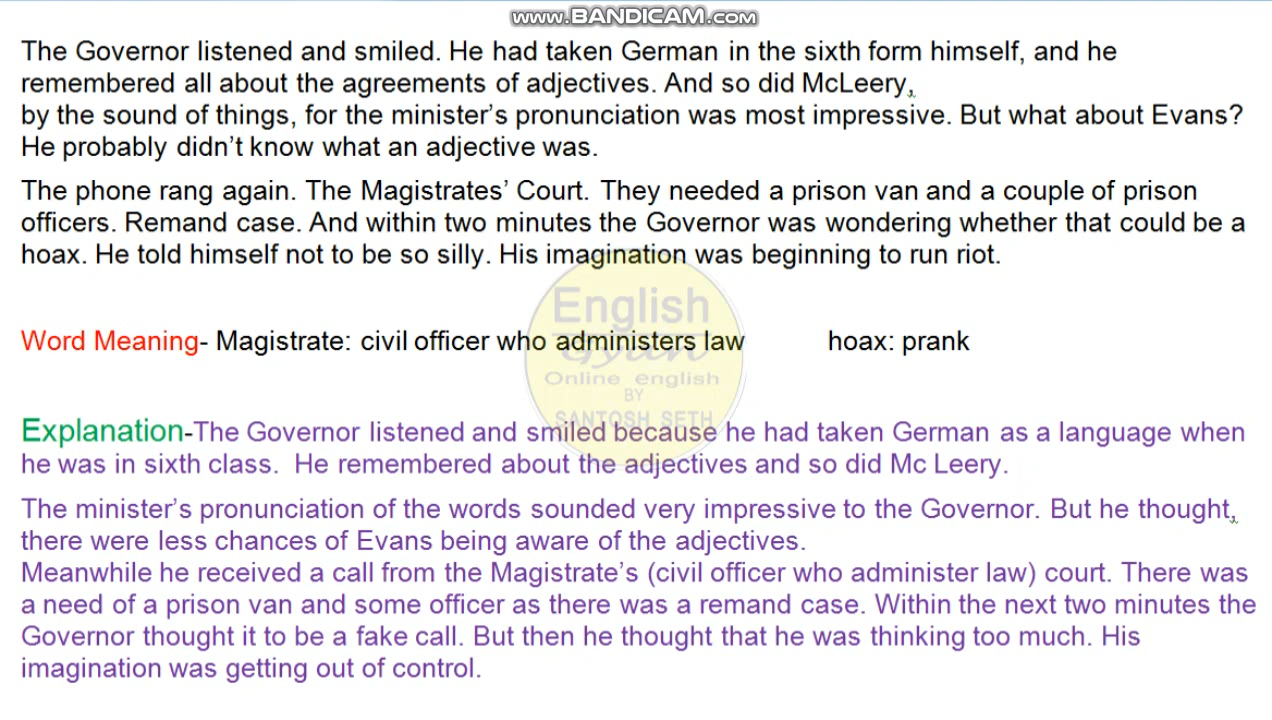 www.BANDICAM.com
The Governor listened and smiled. He had taken German in the sixth form himself, and he
remembered all about the agreements of adjectives. And so did McLeery,
by the sound of things, for the minister’s pronunciation was most impressive. But what about Evans?
He probably didn’t know what an adjective was.
The phone rang again. The Magistrates’ Court. They needed a prison van and a couple of prison
officers. Remand case. And within two minutes the Governor was wondering whether that could be a
hoax. He told himself not to be so silly. His imagination was beginning to run riot.
English
Word Meaning- Magistrate: civil officer who administers law hoax: prank
Gyan
Online english
BY
SANTOSH SETH
Explanation-The Governor listened and smiled because he had taken German as a language when
he was in sixth class.  He remembered about the adjectives and so did Mc Leery.
The minister’s pronunciation of the words sounded very impressive to the Governor. But he thought,
there were less chances of Evans being aware of the adjectives.
Meanwhile he received a call from the Magistrate’s (civil officer who administer law) court. There was
a need of a prison van and some officer as there was a remand case. Within the next two minutes the
Governor thought it to be a fake call. But then he thought that he was thinking too much. His
imagination was getting out of control.